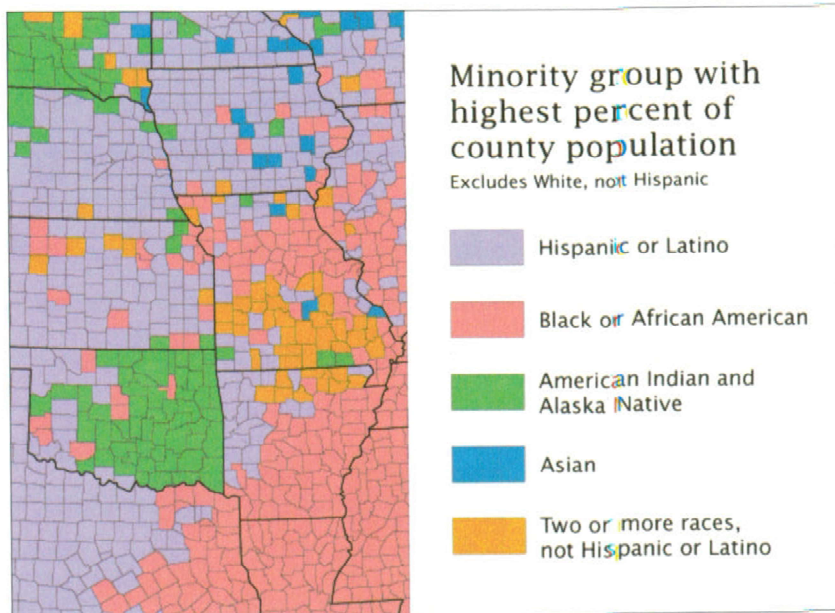 Minority group with
highest percent of
county population
Excludes White, not Hispanic
Hispanic or Latino
Black or African American
American Indian and
Alaska Native
Asian
Two or more races,
not Hispanic or Latino